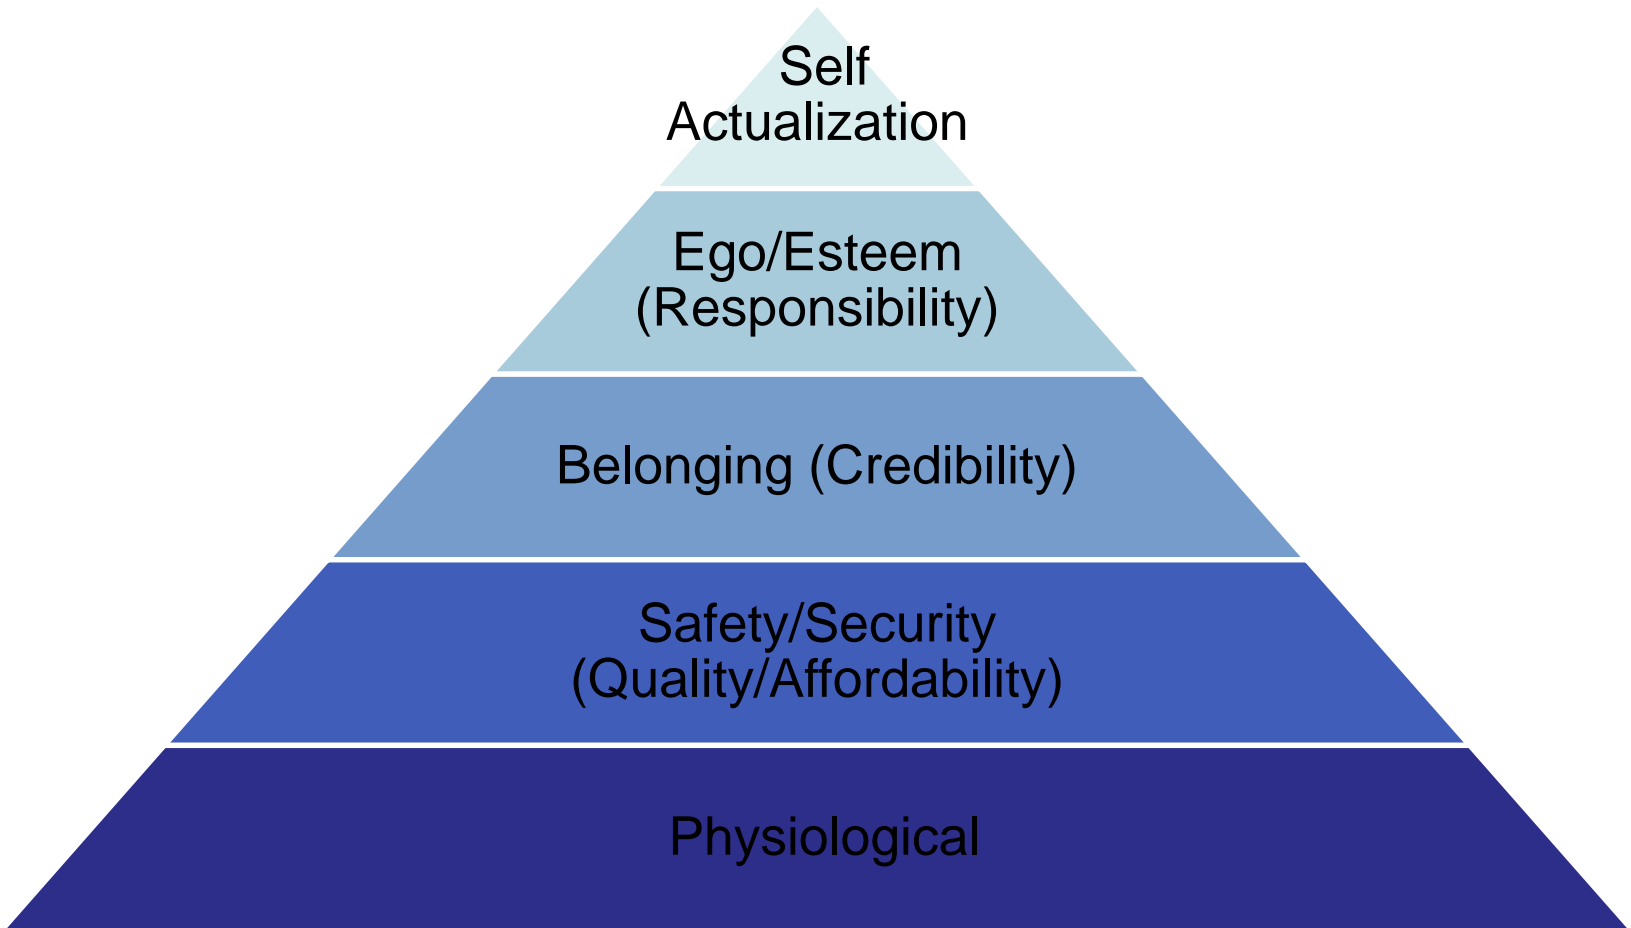 Self
Actualization
Ego/Esteem
(Responsibility)
Belonging (Credibility)
Safety/Security
(Quality/Affordability)
Physiological